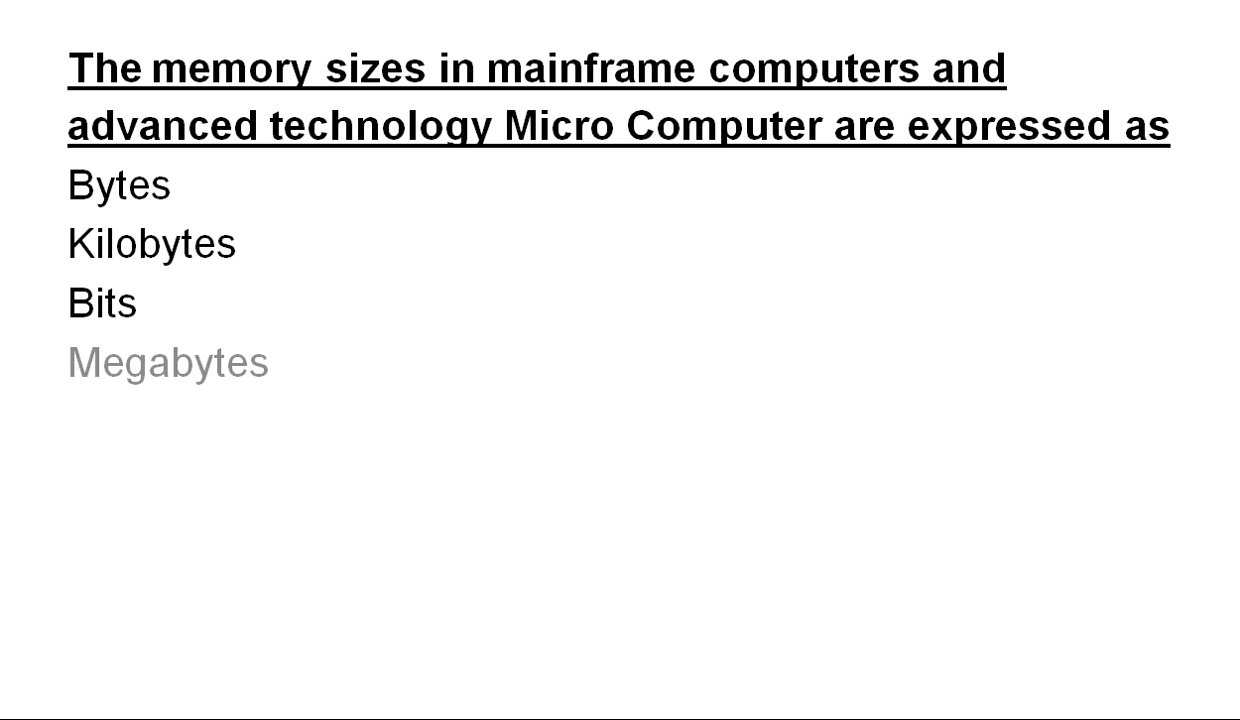 The memory sizes in mainframe computers and
advanced technology Micro Computer are expressed as
Bytes
Kilobytes
Bits
Megabytes